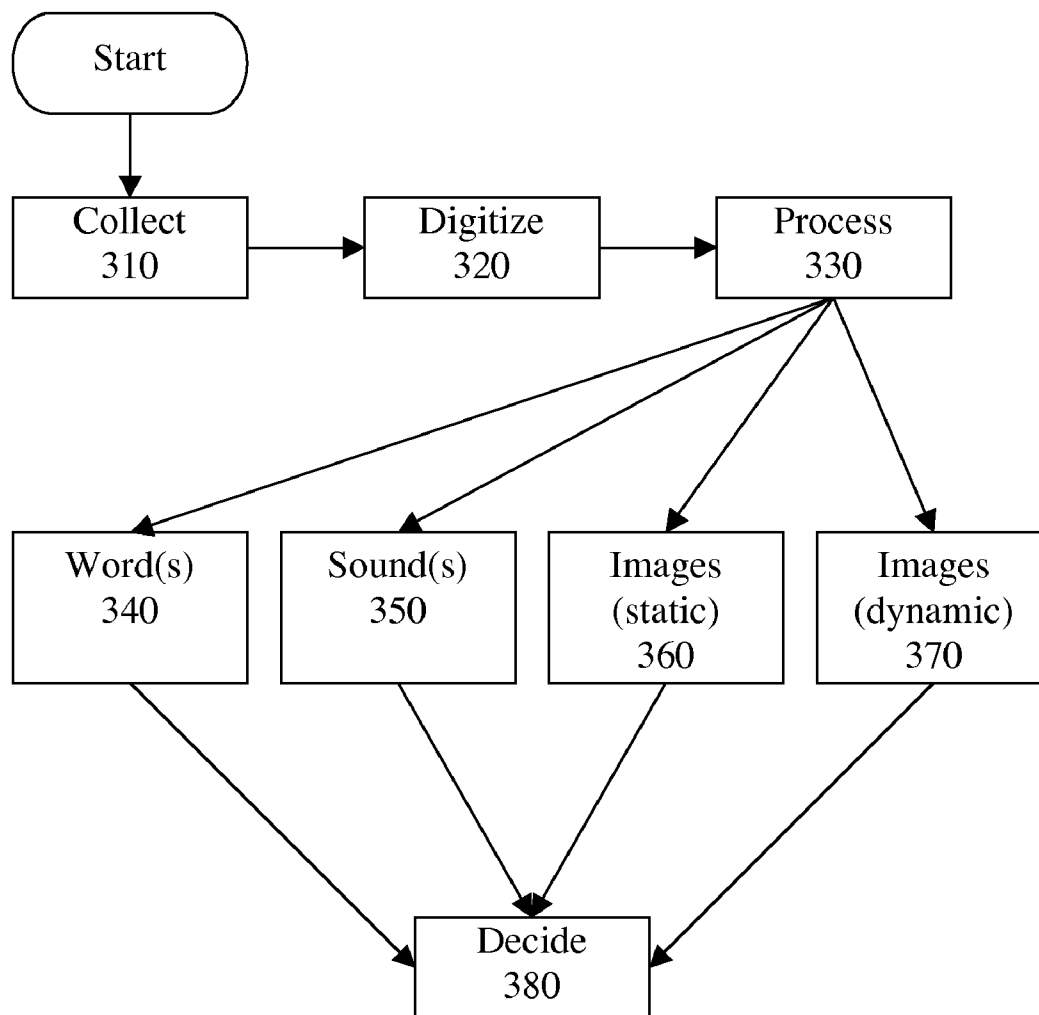 Start
Collect
310
Digitize
320
Process
330
Word(s)
340
Sound(s)
350
Images
(static)
360
Images
(dynamic)
370
Decide
380